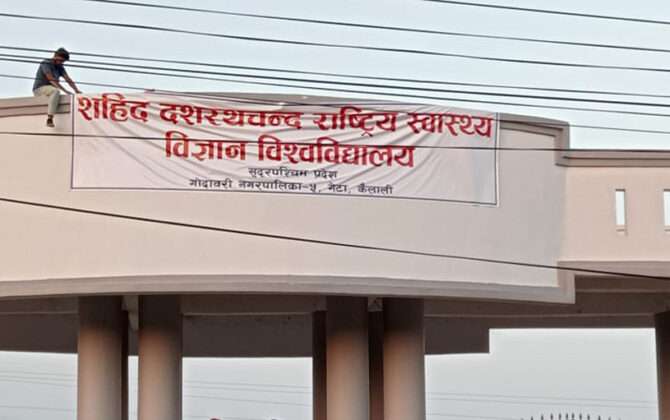 शहिद दशरथचन्द राष्ट्रिय स्वास्थ्य
विज्ञान विश्वविद्यालय
सुदूरपश्चिम प्रदेश
गोदावरी नगरपालिका-५, गेटा, कैलाली